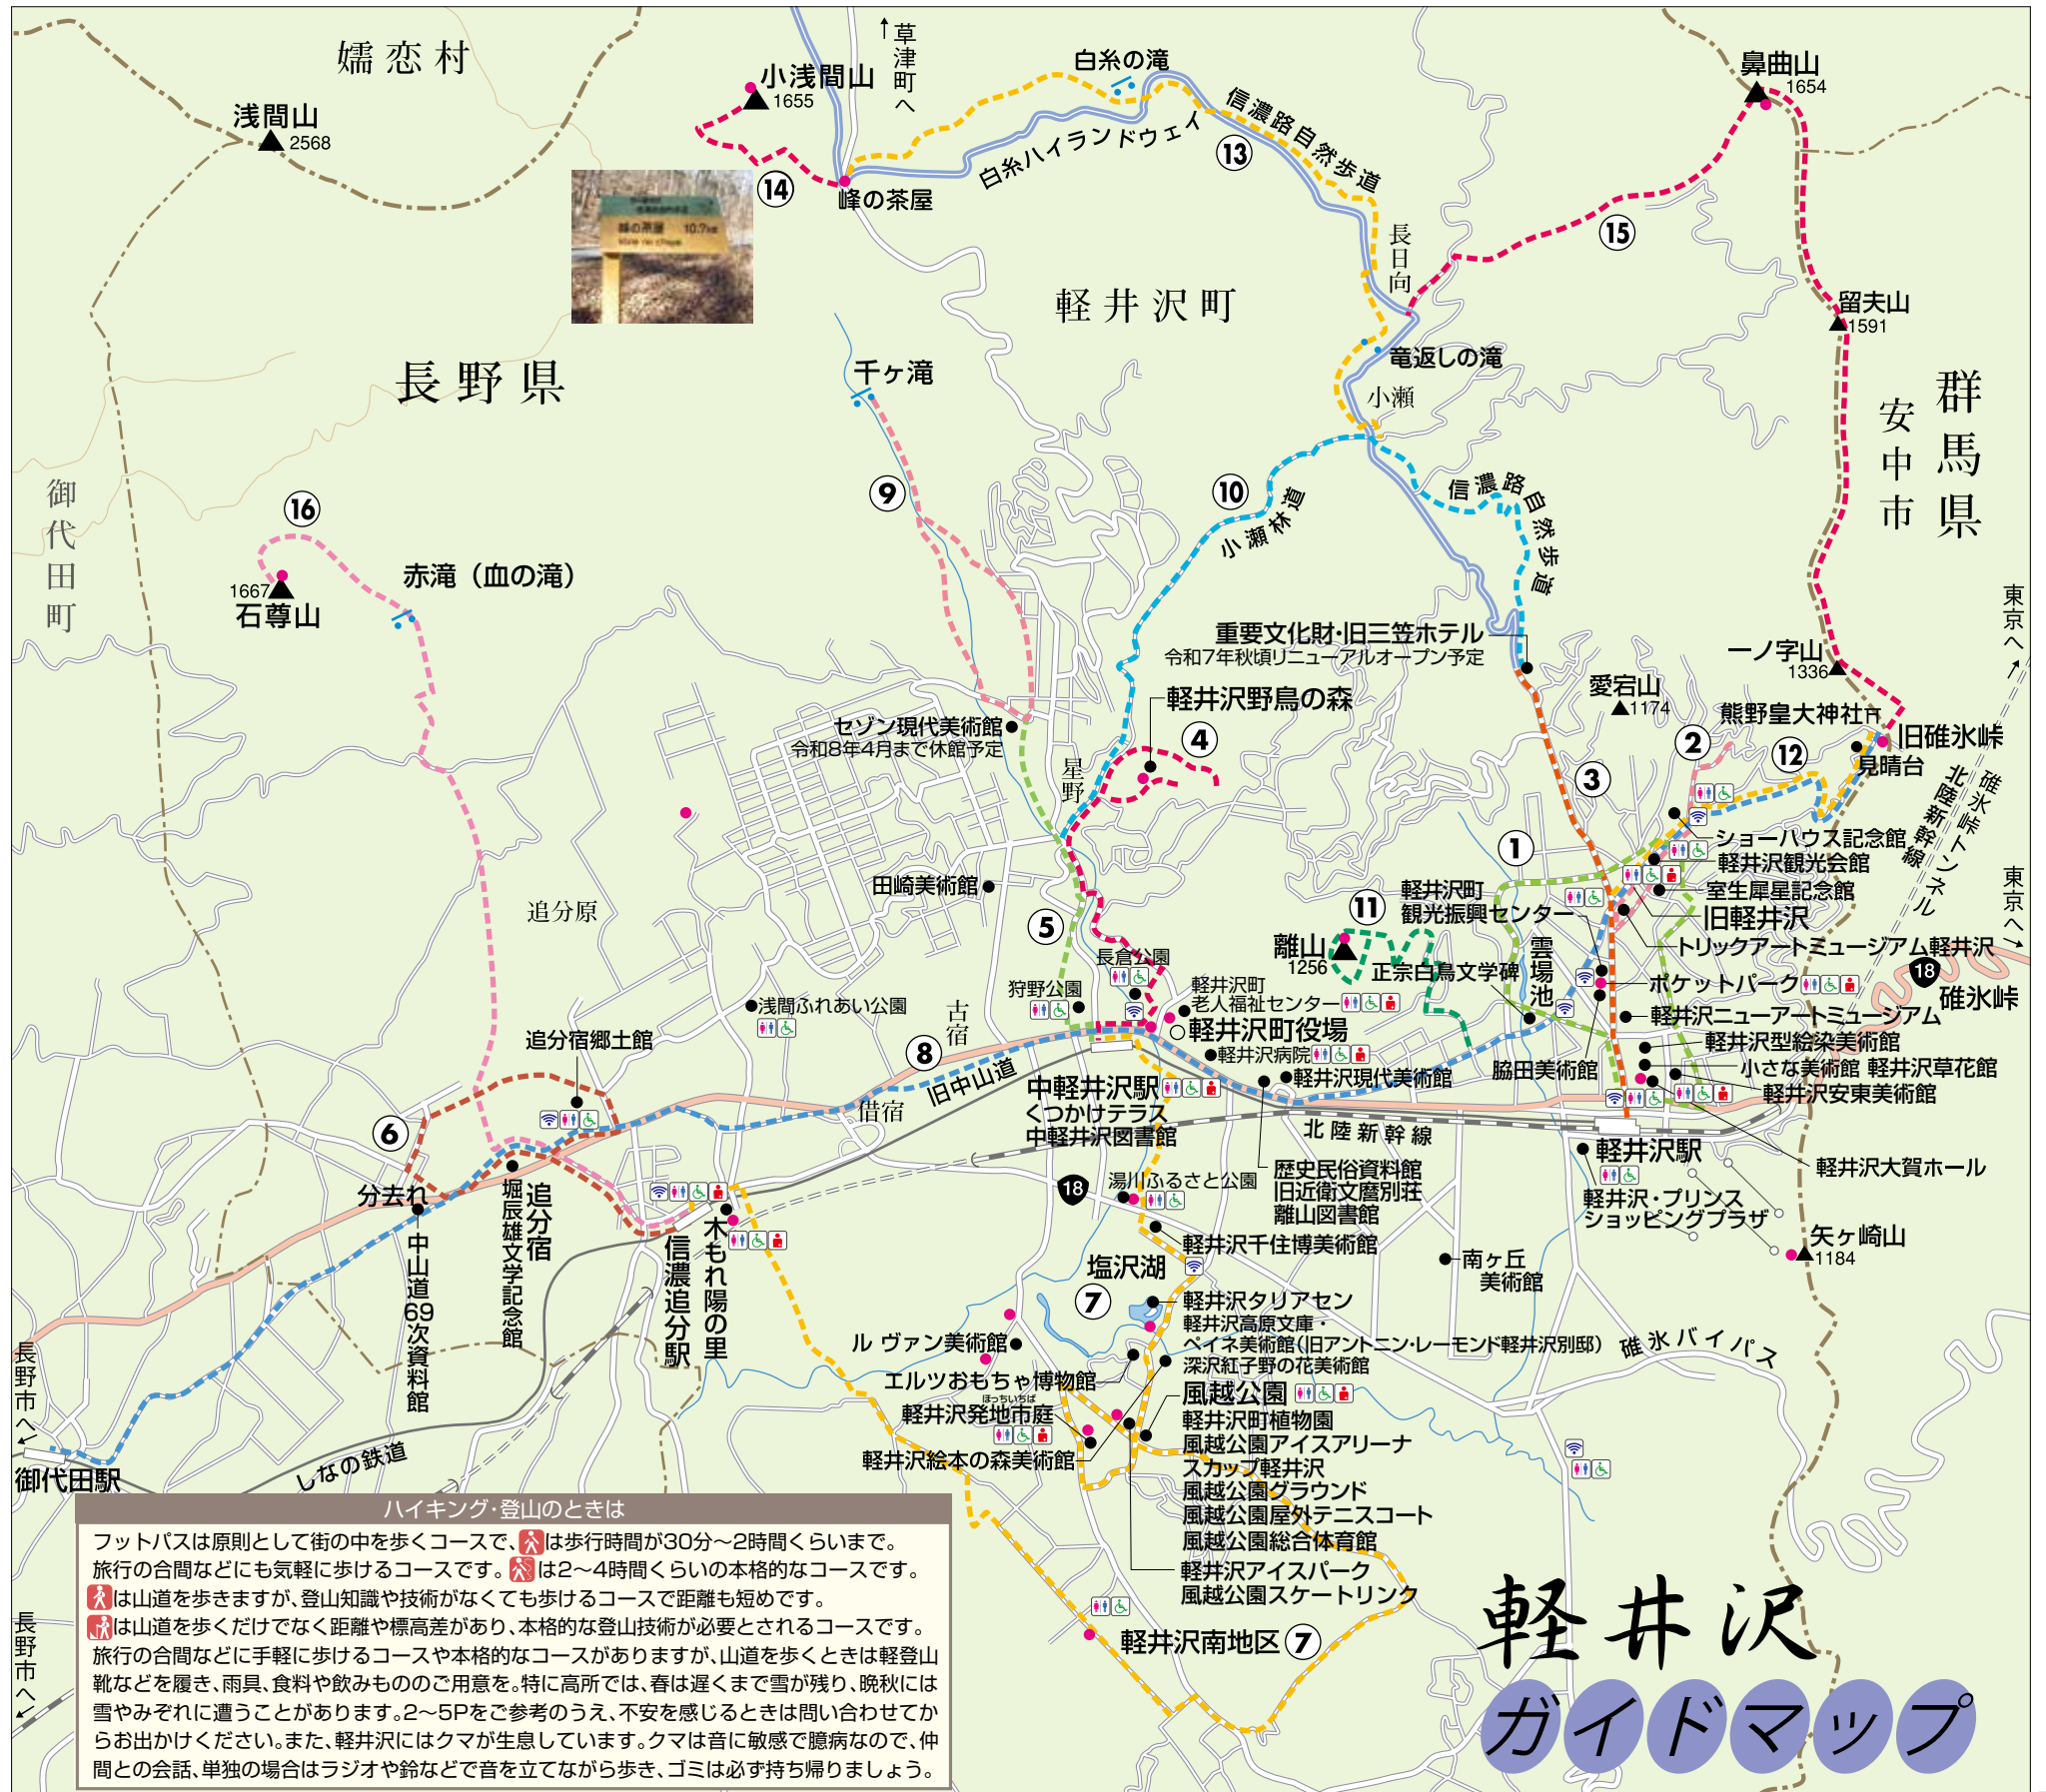 嬬恋村
浅間山
2568
小浅間山
1655
↑草津町へ
白糸の滝
信濃路自然歩道
白糸ハイランドウェイ
⑬
鼻曲山
1654
⑭
峰の茶屋
峰の茶屋 10.7
⑮
長日向
軽井沢町
留夫山
1591
竜返しの滝
小瀬
千ヶ滝
長野県
群馬県
安中市
御代田町
⑯
1667
石尊山
赤滝（血の滝）
⑨
⑩
小瀬林道
信濃路自然歩道
東京へ
重要文化財・旧三笠ホテル
令和7年秋頃リニューアルオープン予定
一ノ字山
1336
愛宕山
1174
軽井沢野鳥の森
④
セゾン現代美術館
令和8年4月まで休館予定
星野
熊野皇大神社
②
⑫
旧碓氷峠
見晴台
③
北陸新幹線
碓氷峠トンネル
①
ショーハウス記念館
軽井沢観光会館
室生犀星記念館
旧軽井沢
トリックアートミュージアム軽井沢
東京へ
田崎美術館
追分原
⑤
⑪
離山
1256
軽井沢町
観光振興センター
雲場池
正宗白鳥文学碑
ポケットパーク
18
碓氷峠
長倉公園
狩野公園
軽井沢町
老人福祉センター
軽井沢町役場
軽井沢ニューアートミュージアム
浅間ふれあい公園
古宿
追分宿郷土館
⑧
旧中山道
借宿
軽井沢病院
軽井沢現代美術館
脇田美術館
軽井沢型絵染美術館
小さな美術館 軽井沢草花館
軽井沢安東美術館
中軽井沢駅
くつかけテラス
中軽井沢図書館
北陸新幹線
軽井沢駅
軽井沢大賀ホール
⑥
分去れ
追分宿
堀辰雄文学記念館
中山道69次資料館
信濃追分駅
木もれ陽の里
18
湯川ふるさと公園
歴史民俗資料館
旧近衛文麿別荘
離山図書館
軽井沢・プリンス
ショッピングプラザ
矢ヶ崎山
1184
軽井沢千住博美術館
南ヶ丘
美術館
塩沢湖
⑦
軽井沢タリアセン
軽井沢高原文庫・
ペイネ美術館（旧アントニン・レーモンド軽井沢別邸）
深沢紅子野の花美術館
碓氷バイパス
ル ヴァン美術館
エルツおもちゃ博物館
ほっちいちば
軽井沢発地市庭
軽井沢絵本の森美術館
風越公園
軽井沢町植物園
風越公園アイスアリーナ
スカップ軽井沢
風越公園グラウンド
風越公園屋外テニスコート
風越公園総合体育館
軽井沢アイスパーク
風越公園スケートリンク
軽井沢南地区⑦
長野市へ
御代田駅
しなの鉄道
長野市へ
ハイキング・登山のときは
フットパスは原則として街の中を歩くコースで、は歩行時間が30分〜2時間くらいまで。
旅行の合間などにも気軽に歩けるコースです。は2〜4時間くらいの本格的なコースです。
は山道を歩きますが、登山知識や技術がなくても歩けるコースで距離も短めです。
は山道を歩くだけでなく距離や標高差があり、本格的な登山技術が必要とされるコースです。
旅行の合間などに手軽に歩けるコースや本格的なコースがありますが、山道を歩くときは軽登山
靴などを履き、雨具、食料や飲みもののご用意を。特に高所では、春は遅くまで雪が残り、晩秋には
雪やみぞれに遭うことがあります。2〜5Pをご参考のうえ、不安を感じるときは問い合わせてか
らお出かけください。また、軽井沢にはクマが生息しています。クマは音に敏感で臆病なので、仲
間との会話、単独の場合はラジオや鈴などで音を立てながら歩き、ゴミは必ず持ち帰りましょう。
軽井沢
ガイドマップ